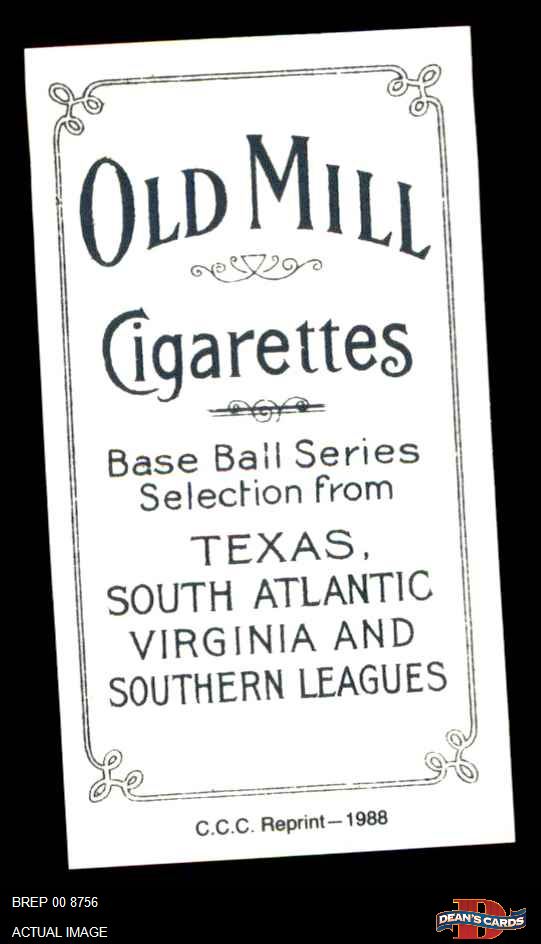 OLD MILL
Cigarettes
Base Ball Series
Selection from
TEXAS,
SOUTH ATLANTIC
VIRGINIA AND
SOUTHERN LEAGUES
C.C.C. Reprint—1988
BREP 00 8756
ACTUAL IMAGE
D
DEAN'S CARDS